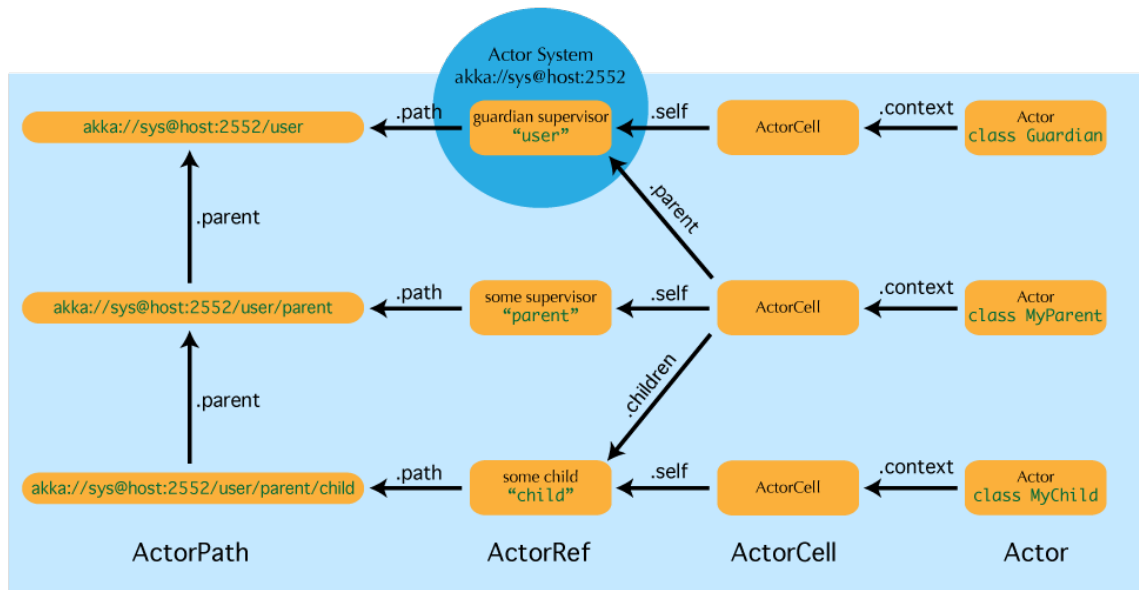 Actor System
akka://sys@host:2552
akka://sys@host:2552/user
.path
guardian supervisor
“user”
.self
ActorCell
.context
Actor
class Guardian
.parent
.parent
akka://sys@host:2552/user/parent
.path
some supervisor
“parent”
.self
ActorCell
.context
Actor
class MyParent
.parent
.children
akka://sys@host:2552/user/parent/child
.path
some child
“child”
.self
ActorCell
.context
Actor
class MyChild
ActorPath
ActorRef
ActorCell
Actor